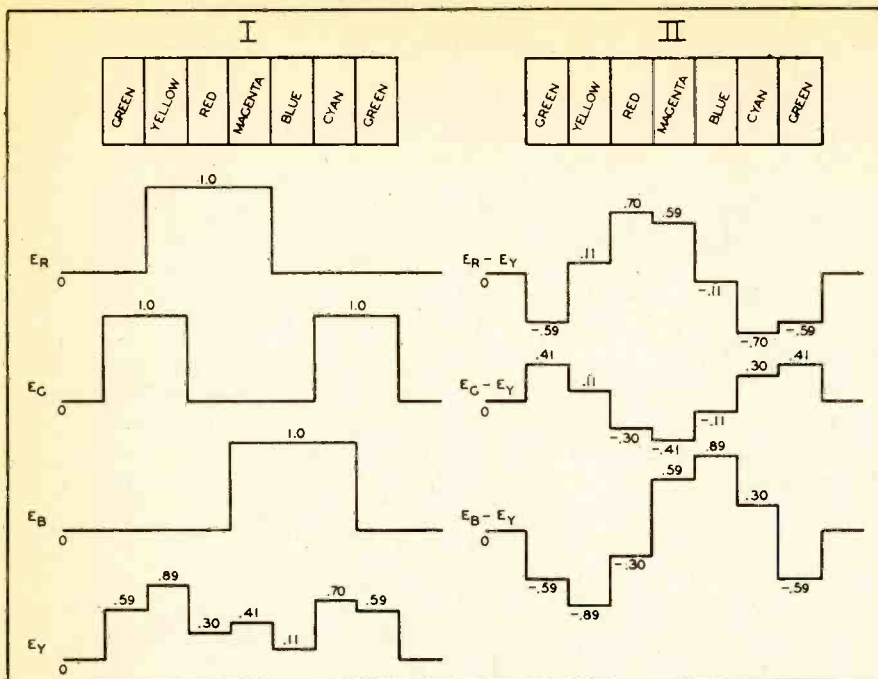 I
GREEN YELLOW RED MAGENTA BLUE CYAN GREEN
1.0
E_R
0
1.0 1.0
E_G
0
1.0
E_B
0
.59 .89 .30 .41 .11 .70 .59
E_Y
0
II
GREEN YELLOW RED MAGENTA BLUE CYAN GREEN
E_R - E_Y
0
-.59 .11 .70 .59 -.11 -.70 -.59
E_G - E_Y
0
.41 .11 -.30 -.41 -.11 .30 .41
E_B - E_Y
0
-.59 -.89 -.30 .59 .89 .30 -.59